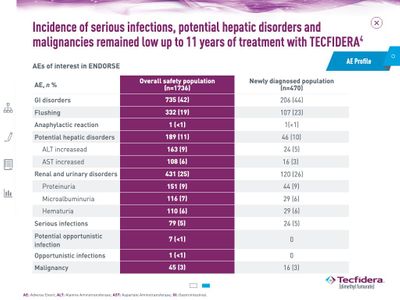 Incidence of serious infections, potential hepatic disorders and
malignancies remained low up to 11 years of treatment with TECFIDERA⁴
AE Profile
AEs of interest in ENDORSE
AE, n % Overall safety population (n=1736) Newly diagnosed population (n=470)
GI disorders 735 (42) 206 (44)
Flushing 332 (19) 107 (23)
Anaphylactic reaction 1 (<1) 1(<1)
Potential hepatic disorders 189 (11) 46 (10)
ALT increasead 163 (9) 24 (5)
AST increased 108 (6) 16 (3)
Renal and urinary disorders 431 (25) 120 (26)
Proteinuria 151 (9) 44 (9)
Microalbuminuria 116 (7) 29 (6)
Hematuria 110 (6) 29 (6)
Serious infections 79 (5) 24 (5)
Potential opportunistic
infection 7 (<1) 0
Opportunistic infections 1 (<1) 0
Malignancy 45 (3) 16 (3)
Tecfidera
(dimethyl fumarate)
AE: Adverse Event; ALT: Alanine Aminotransferase; AST: Aspartate Aminotransferase; GI: Gastrointestinal.